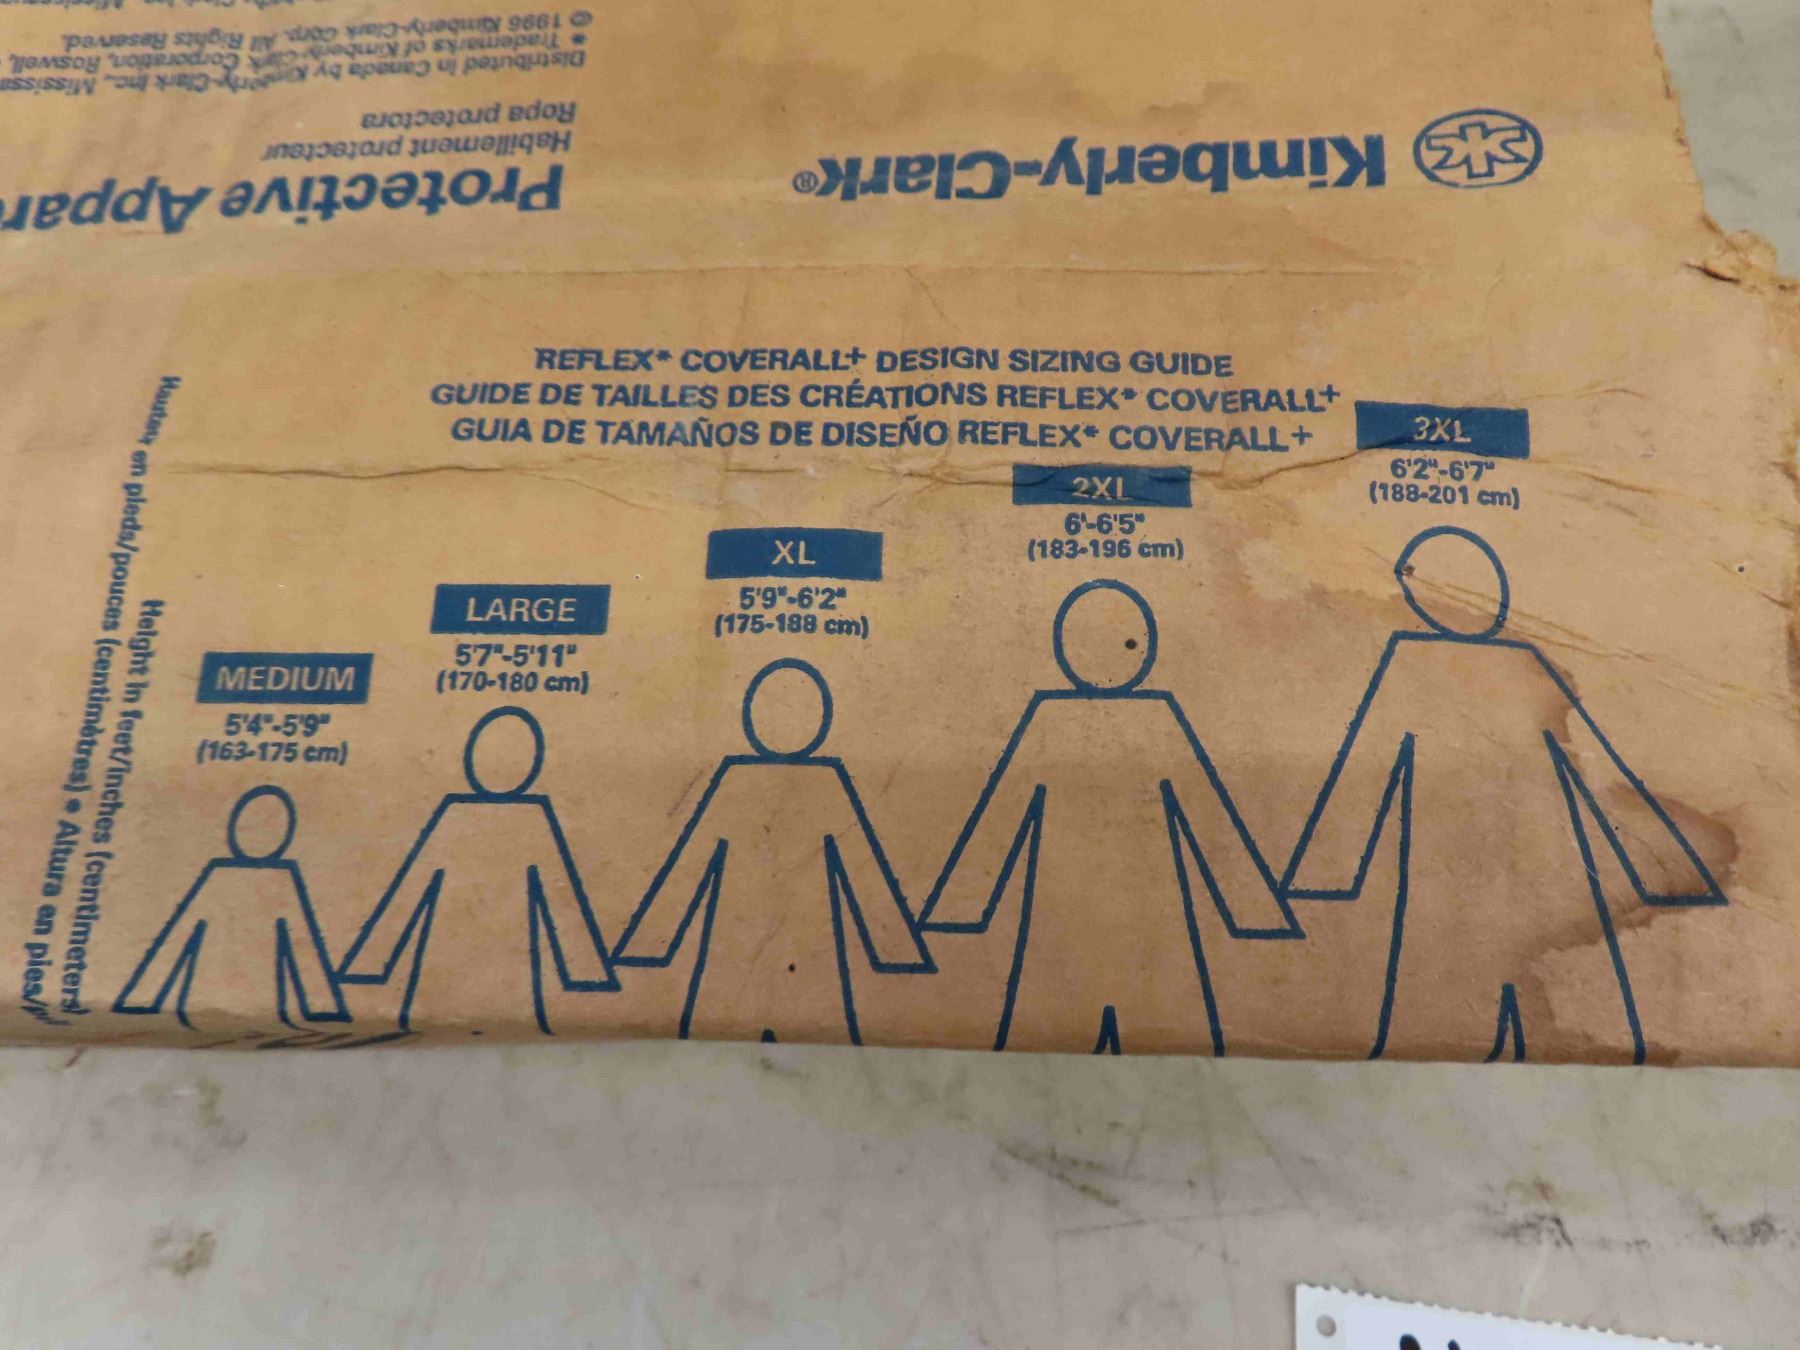 © 1996 Kimberly-Clark Corp. All Rights Reserved.
* Trademarks of Kimberly-Clark Corporation, Roswell,
Distributed in Canada by Kimberly-Clark Inc., Mississ
Ropa protectora
Habillement protecteur
Protective Appar
Kimberly-Clark®
REFLEX* COVERALL+ DESIGN SIZING GUIDE
GUIDE DE TAILLES DES CRÉATIONS REFLEX* COVERALL+
GUIA DE TAMAÑOS DE DISEÑO REFLEX* COVERALL+
Height in feet/inches (centimeters)
Hauteur en pieds/pouces (centimètres) • Altura en pies/
MEDIUM
5'4"-5'9"
(163-175 cm)
LARGE
5'7"-5'11"
(170-180 cm)
XL
5'9"-6'2"
(175-188 cm)
2XL
6'-6'5"
(183-196 cm)
3XL
6'2"-6'7"
(188-201 cm)